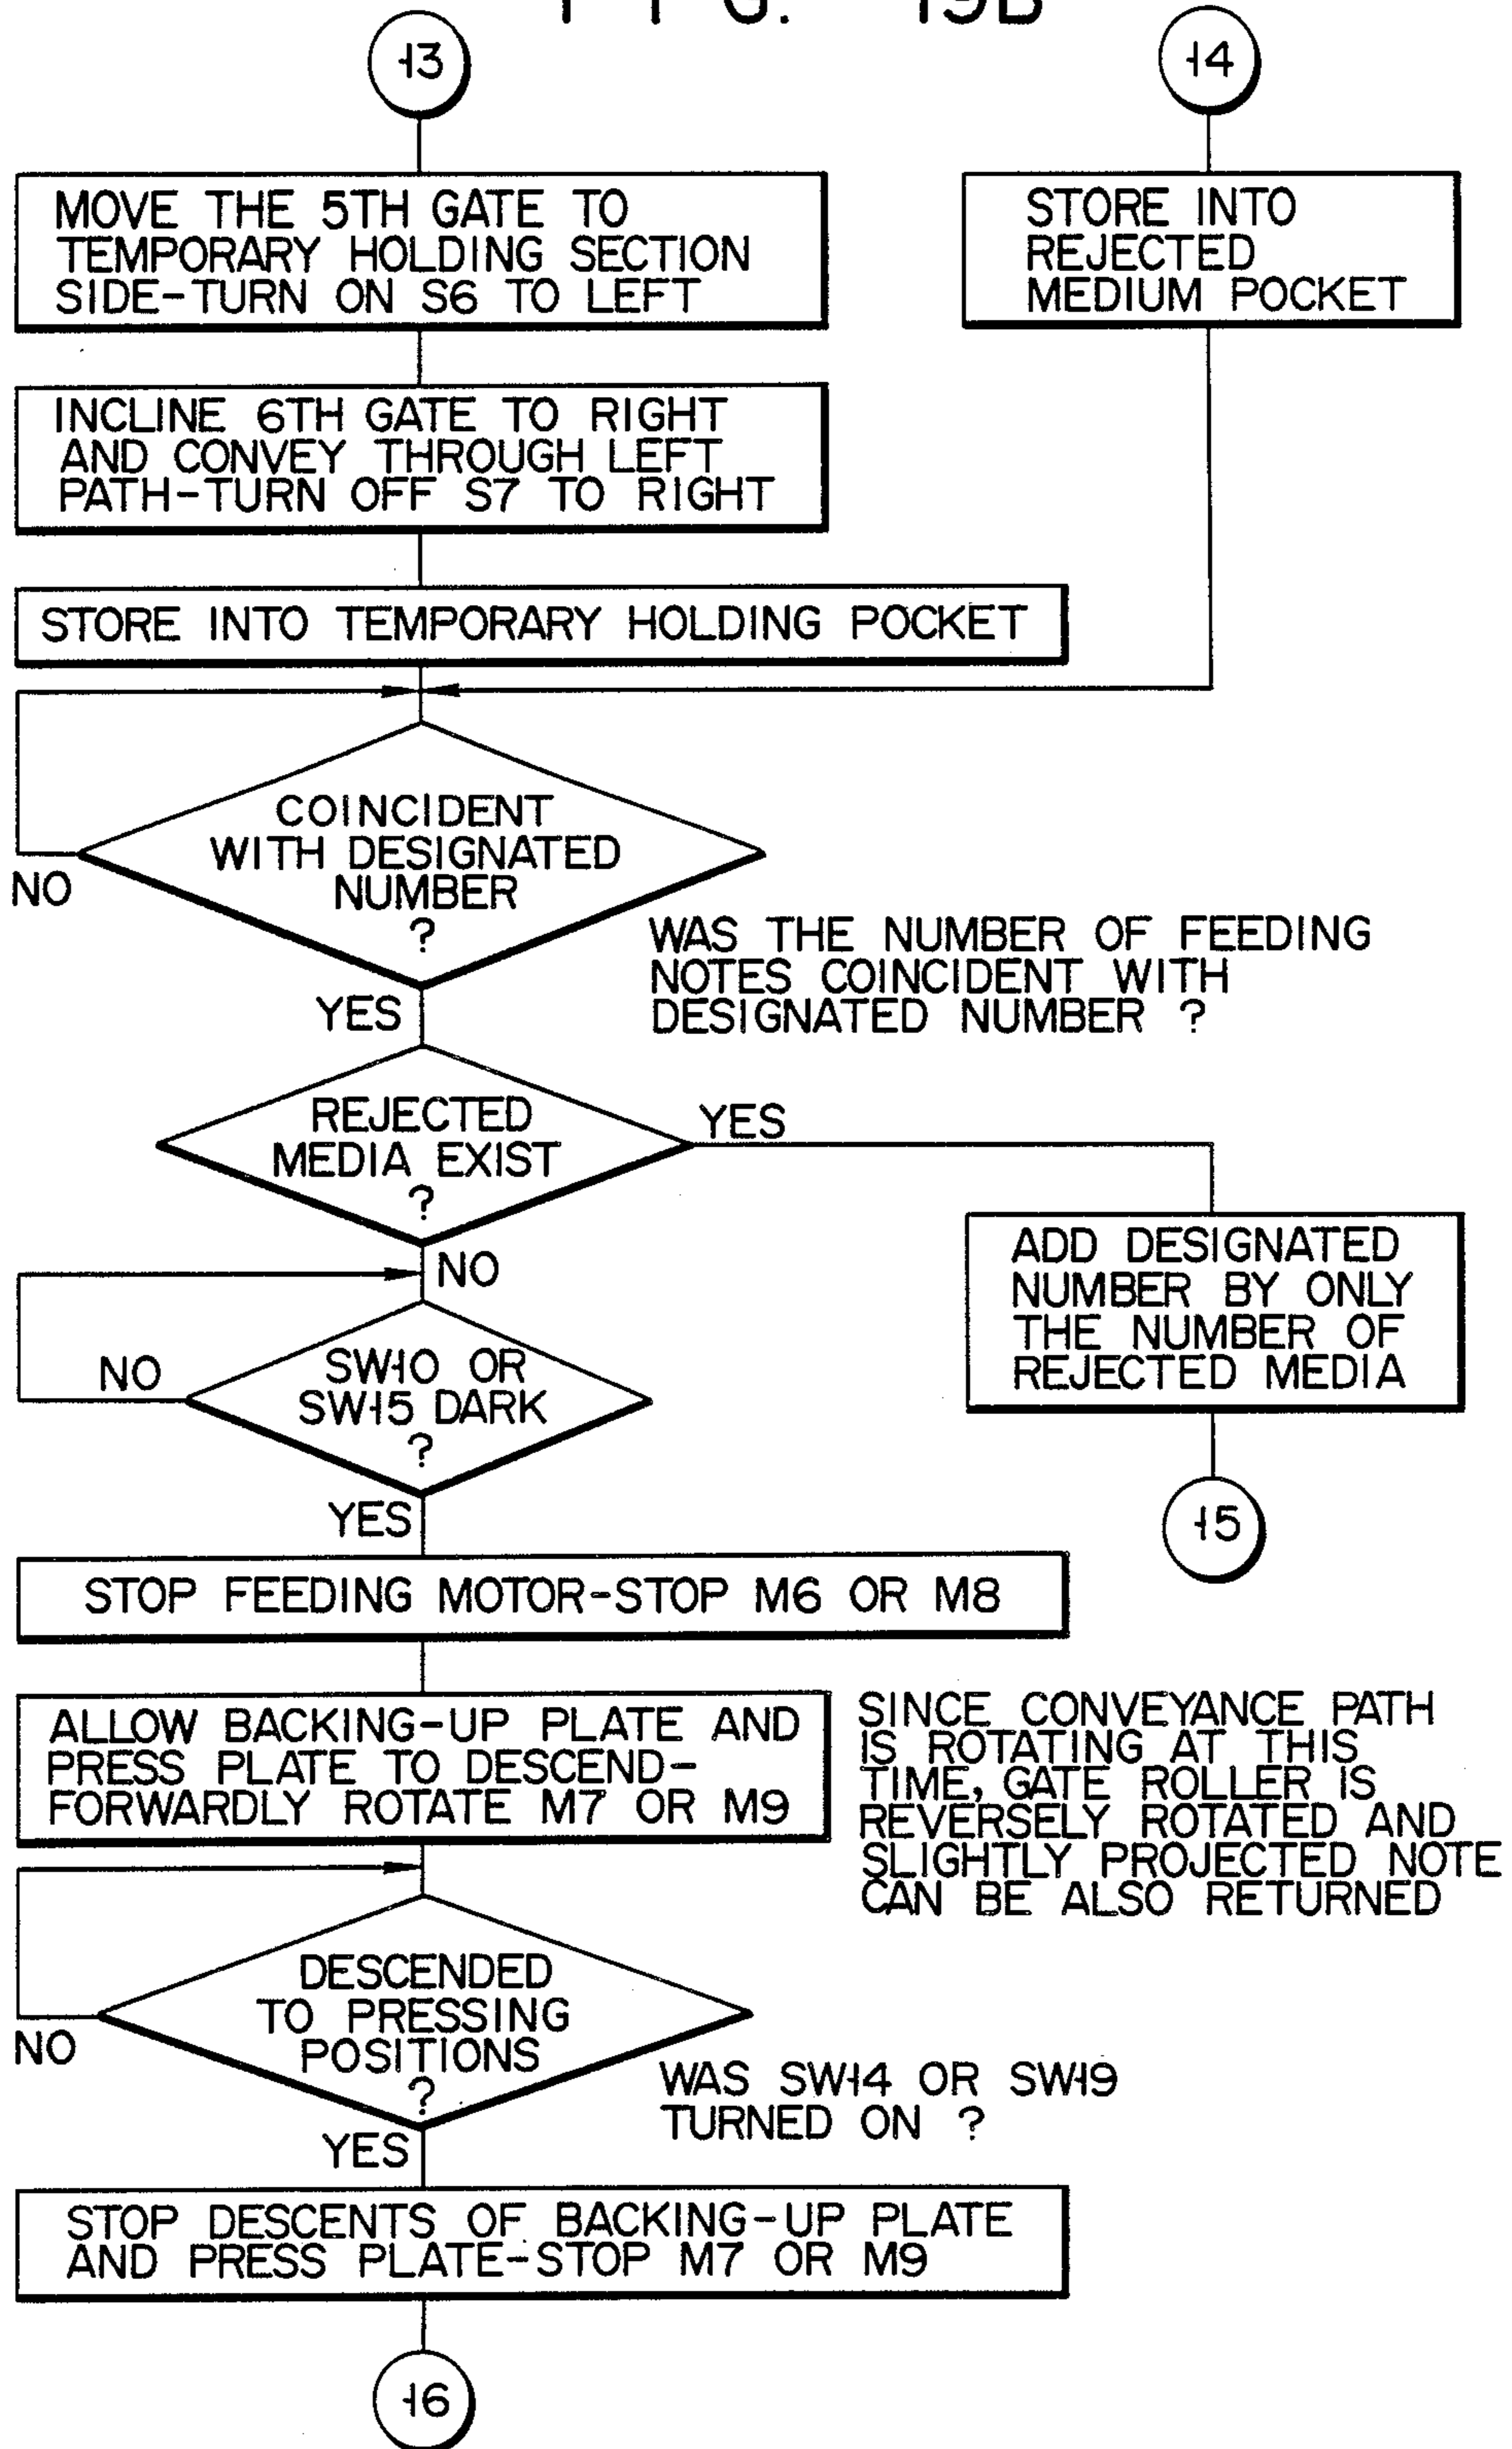 FIG. 19B
13
14
MOVE THE 5TH GATE TO
TEMPORARY HOLDING SECTION
SIDE-TURN ON S6 TO LEFT
STORE INTO
REJECTED
MEDIUM POCKET
INCLINE 6TH GATE TO RIGHT
AND CONVEY THROUGH LEFT
PATH-TURN OFF S7 TO RIGHT
STORE INTO TEMPORARY HOLDING POCKET
COINCIDENT
WITH DESIGNATED
NUMBER
?
NO
WAS THE NUMBER OF FEEDING
NOTES COINCIDENT WITH
DESIGNATED NUMBER ?
YES
REJECTED
MEDIA EXIST
?
YES
NO
ADD DESIGNATED
NUMBER BY ONLY
THE NUMBER OF
REJECTED MEDIA
SW10 OR
SW15 DARK
?
NO
YES
15
STOP FEEDING MOTOR-STOP M6 OR M8
ALLOW BACKING-UP PLATE AND
PRESS PLATE TO DESCEND-
FORWARDLY ROTATE M7 OR M9
SINCE CONVEYANCE PATH
IS ROTATING AT THIS
TIME, GATE ROLLER IS
REVERSELY ROTATED AND
SLIGHTLY PROJECTED NOTE
CAN BE ALSO RETURNED
DESCENDED
TO PRESSING
POSITIONS
?
NO
WAS SW14 OR SW19
TURNED ON ?
YES
STOP DESCENTS OF BACKING-UP PLATE
AND PRESS PLATE-STOP M7 OR M9
16